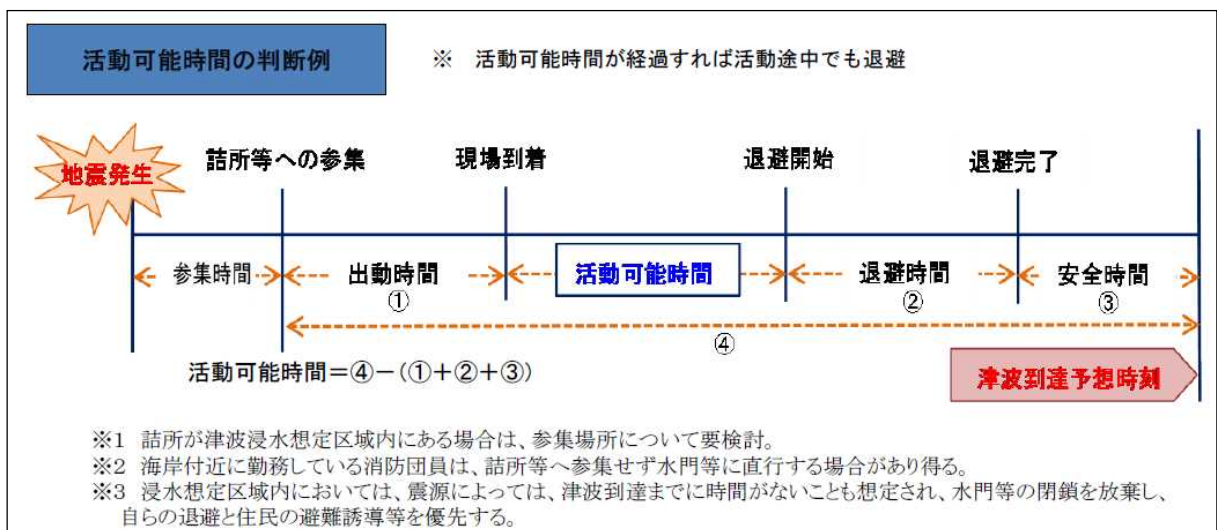 活動可能時間の判断例
※ 活動可能時間が経過すれば活動途中でも退避
地震発生
詰所等への参集
現場到着
退避開始
退避完了
参集時間
出動時間
①
活動可能時間
退避時間
②
安全時間
③
④
活動可能時間=④-(①+②+③)
津波到達予想時刻
※1 詰所が津波浸水想定区域内にある場合は、参集場所について要検討。
※2 海岸付近に勤務している消防団員は、詰所等へ参集せず水門等に直行する場合があり得る。
※3 浸水想定区域内においては、震源によっては、津波到達までに時間がないことも想定され、水門等の閉鎖を放棄し、
自らの退避と住民の避難誘導等を優先する。